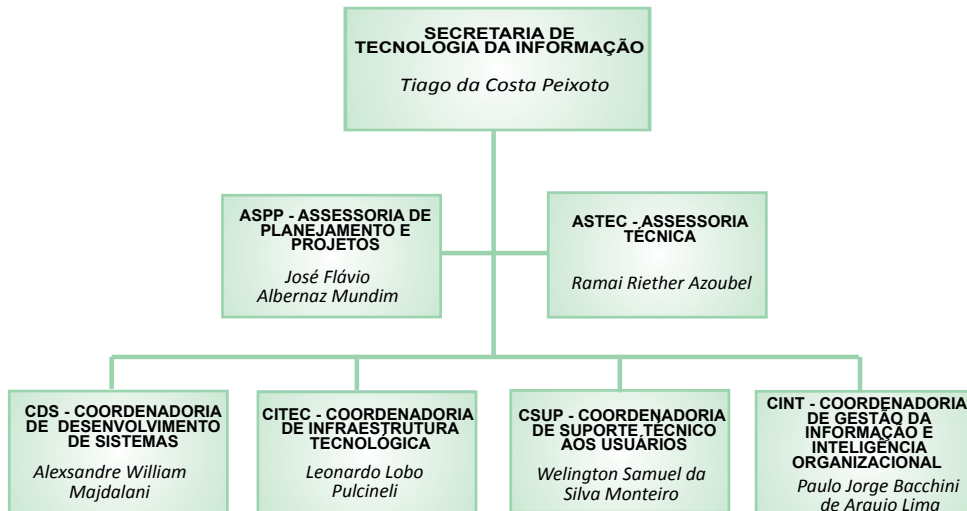 SECRETARIA DE
TECNOLOGIA DA INFORMAÇÃO
Tiago da Costa Peixoto
ASPP - ASSESSORIA DE
PLANEJAMENTO E
PROJETOS
José Flávio
Albernaz Mundim
ASTEC - ASSESSORIA
TÉCNICA
Ramai Riether Azoubel
CDS - COORDENADORIA
DE DESENVOLVIMENTO
DE SISTEMAS
Alexsandre William
Majdalani
CITEC - COORDENADORIA
DE INFRAESTRUTURA
TECNOLÓGICA
Leonardo Lobo
Pulcineli
CSUP - COORDENADORIA
DE SUPORTE TÉCNICO
AOS USUÁRIOS
Welington Samuel da
Silva Monteiro
CINT - COORDENADORIA
DE GESTÃO DA
INFORMAÇÃO E
INTELIGÊNCIA
ORGANIZACIONAL
Paulo Jorge Bacchini
de Araujo Lima